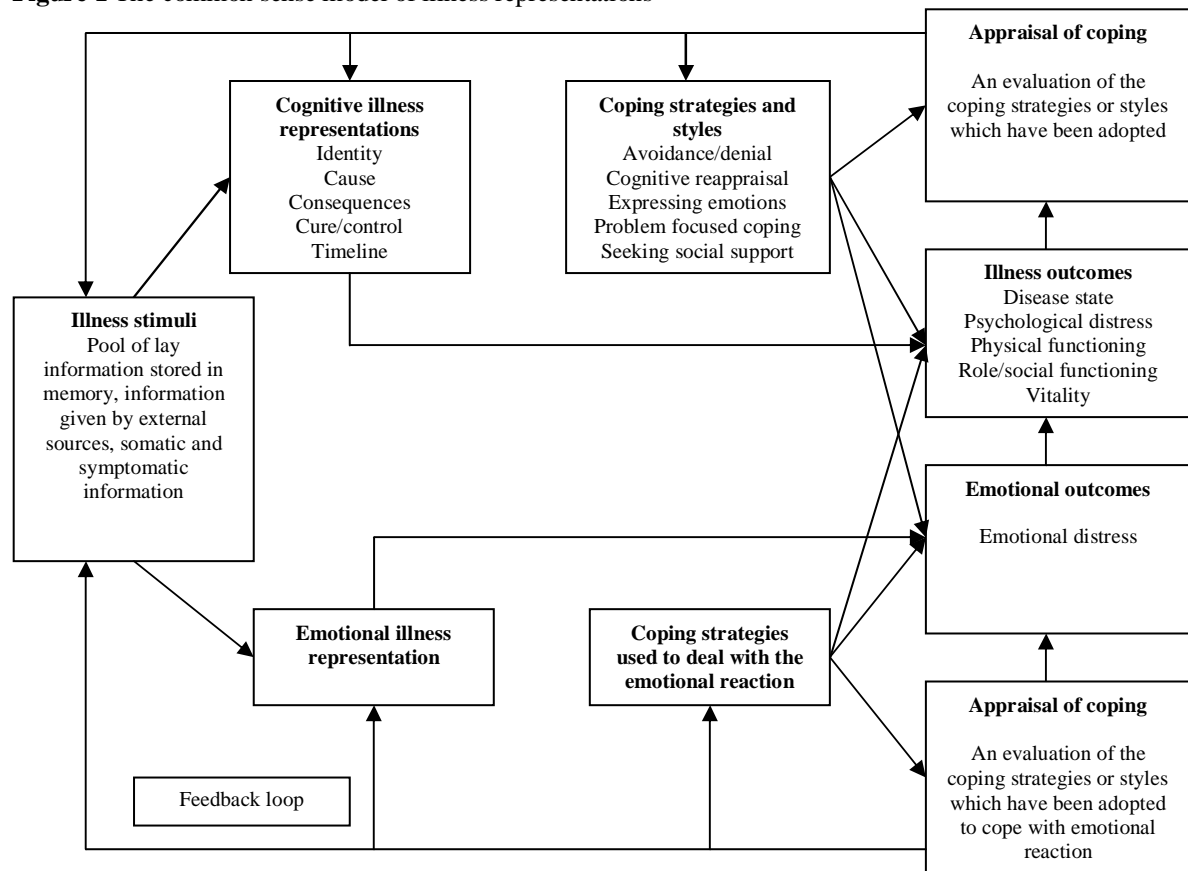 Figure 1 The common-sense model of illness representations
Appraisal of coping
An evaluation of the
coping strategies or styles
which have been adopted
Cognitive illness
representations
Identity
Cause
Consequences
Cure/control
Timeline
Coping strategies and
styles
Avoidance/denial
Cognitive reappraisal
Expressing emotions
Problem focused coping
Seeking social support
Illness outcomes
Disease state
Psychological distress
Physical functioning
Role/social functioning
Vitality
Illness stimuli
Pool of lay
information stored in
memory, information
given by external
sources, somatic and
symptomatic
information
Emotional outcomes
Emotional distress
Emotional illness
representation
Coping strategies
used to deal with the
emotional reaction
Appraisal of coping
An evaluation of the
coping strategies or styles
which have been adopted
to cope with emotional
reaction
Feedback loop